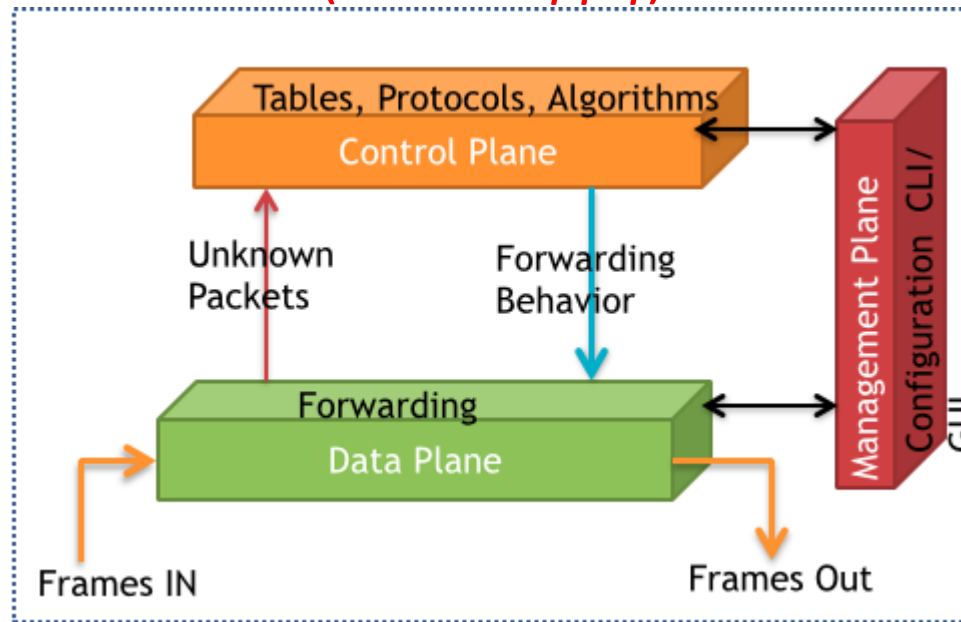 Tables, Protocols, Algorithms
Control Plane
Unknown
Packets
Forwarding
Behavior
Management Plane
Configuration CLI/
Forwarding
Data Plane
Frames IN
Frames Out